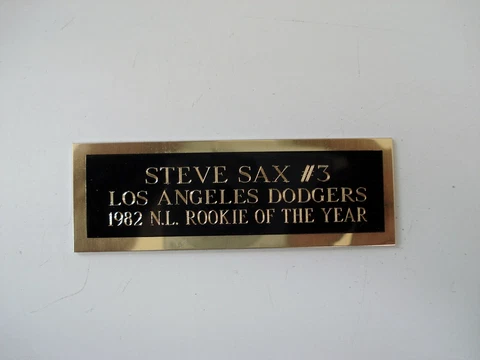 STEVE SAX #3
LOS ANGELES DODGERS
1982 N.L. ROOKIE OF THE YEAR